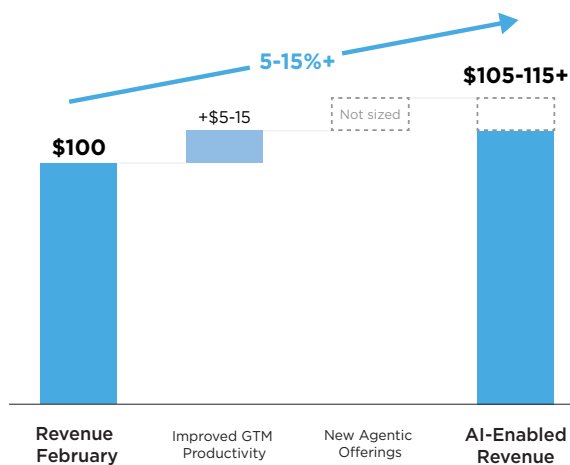 5-15%+
$105-115+
+$5-15
Not sized
$100
Revenue
February
Improved GTM
Productivity
New Agentic
Offerings
AI-Enabled
Revenue